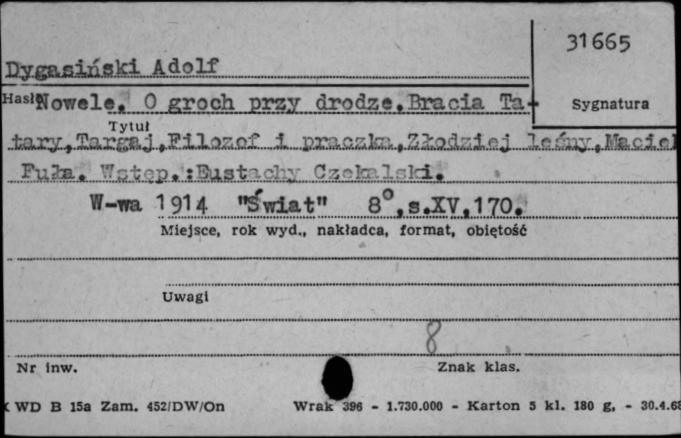 31665
Dygasiński Adolf
Hasło Nowele. O groch przy drodze. Bracia Ta- Sygnatura
Tytuł
tary, Targaj, Filozof i praczka, Złodziej leśny, Maciek
Fuła. Wstęp.: Eustachy Czekalski.
W-wa 1914 "Świat" 8°, s.XV,170.
Miejsce, rok wyd., nakładca, format, objętość
Uwagi
8
Nr inw. Znak klas.
WD B 15a Zam. 452/DW/On Wrak 396 - 1.730.000 - Karton 5 kl. 180 g, - 30.4.68